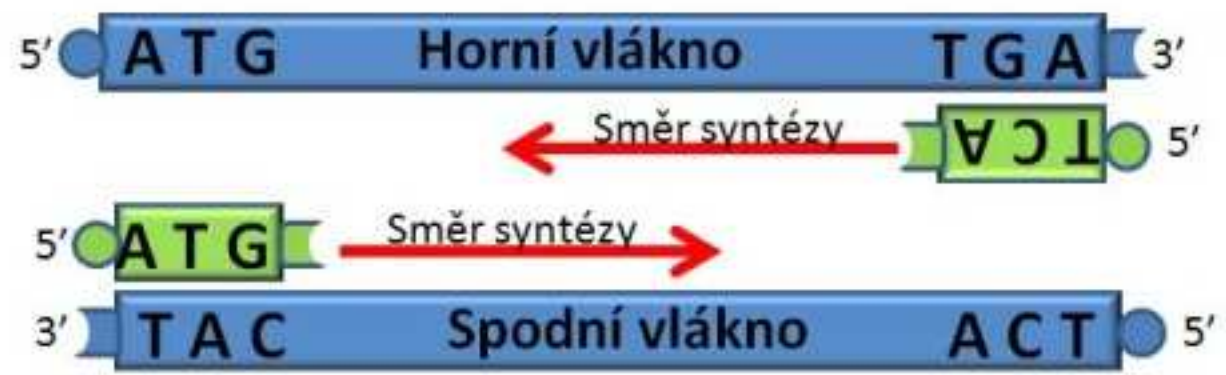 5′ A T G Horní vlákno T G A 3′
Směr syntézy T C A 5′
5′ A T G Směr syntézy
3′ T A C Spodní vlákno A C T 5′